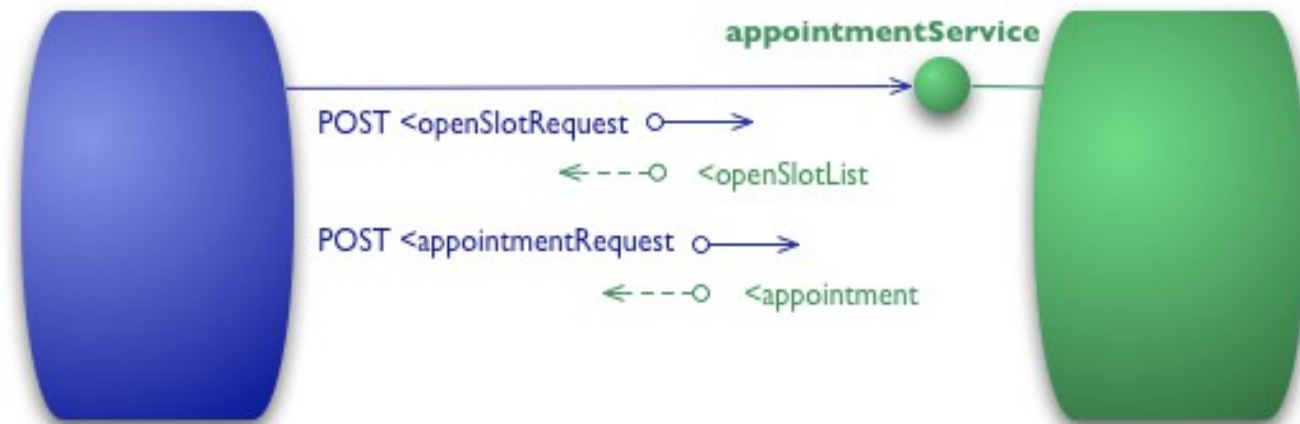 appointmentService
POST <openSlotRequest
<openSlotList
POST <appointmentRequest
<appointment